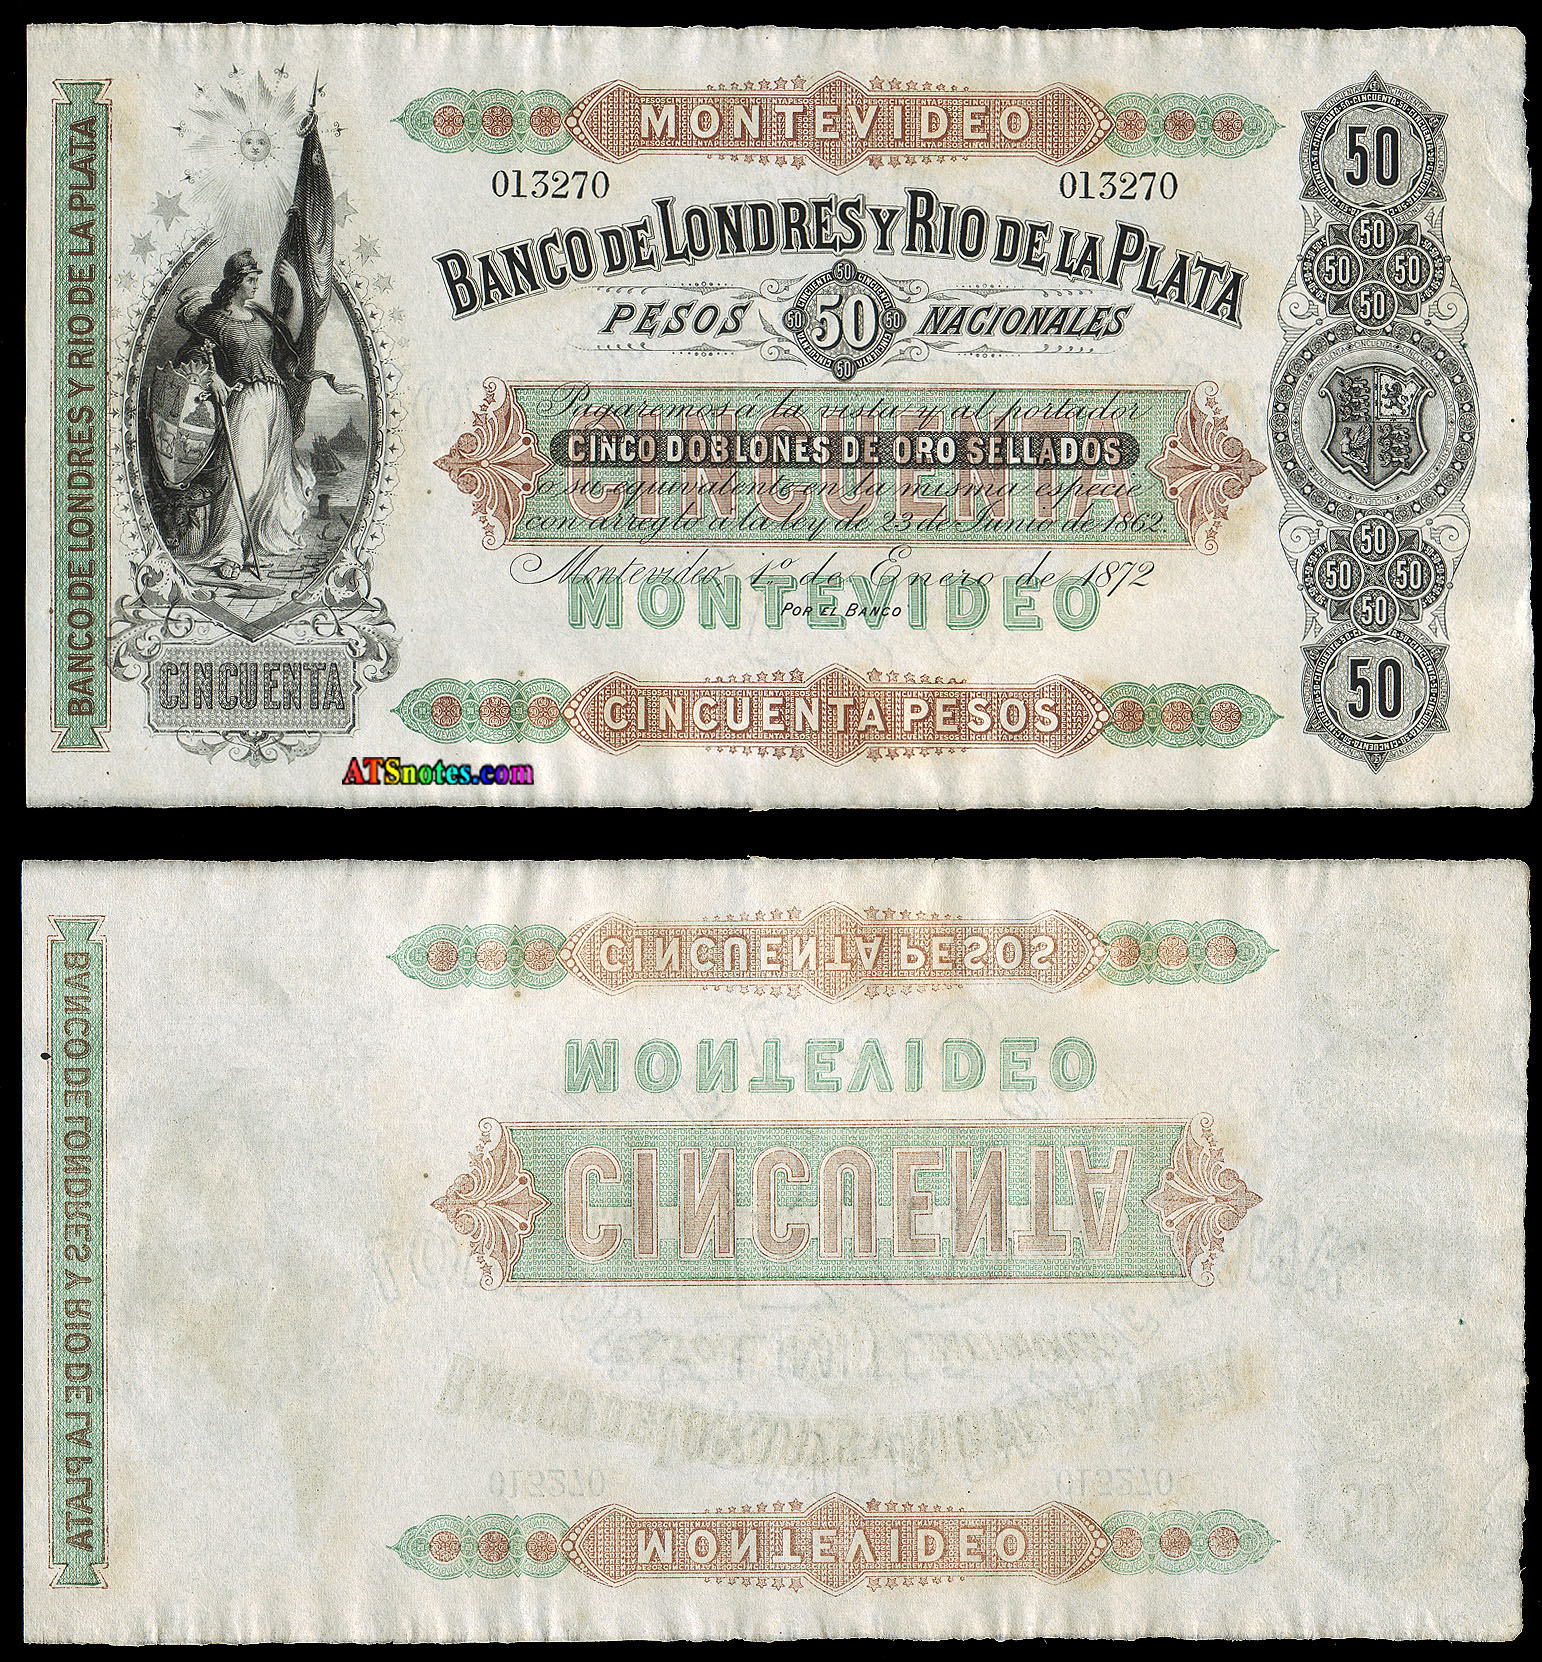 BANCO DE LONDRES Y RIO DE LA PLATA
MONTEVIDEO
013270 013270
BANCO DE LONDRES Y RIO DE LA PLATA
PESOS 50 NACIONALES
CINCUENTA
Pagaremos á la vista y al portador
CINCO DOBLONES DE ORO SELLADOS
o su equivalente en la misma especie
con arreglo a la ley de 23 de Junio de 1862
Montevideo 1º de Enero de 1872
MONTEVIDEO
POR EL BANCO
CINCUENTA
CINCUENTA PESOS
50
50
50 50
50
50
50 50
50
50
ATSnotes.com
BANCO DE LONDRES Y RIO DE LA PLATA
CINCUENTA PESOS
MONTEVIDEO
CINCUENTA
013270 013270
MONTEVIDEO